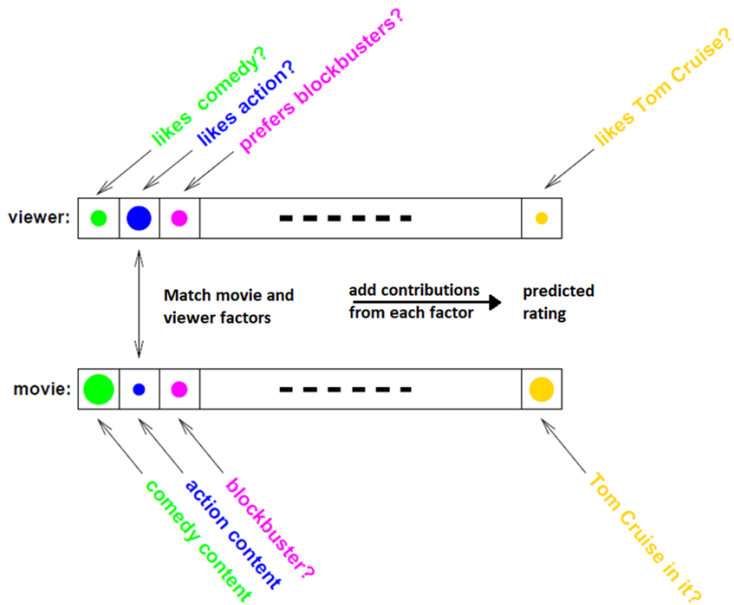 likes comedy?
likes action?
prefers blockbusters?
likes Tom Cruise?
viewer:
Match movie and
viewer factors
add contributions
from each factor
predicted
rating
movie:
comedy content
action content
blockbuster?
Tom Cruise in it?